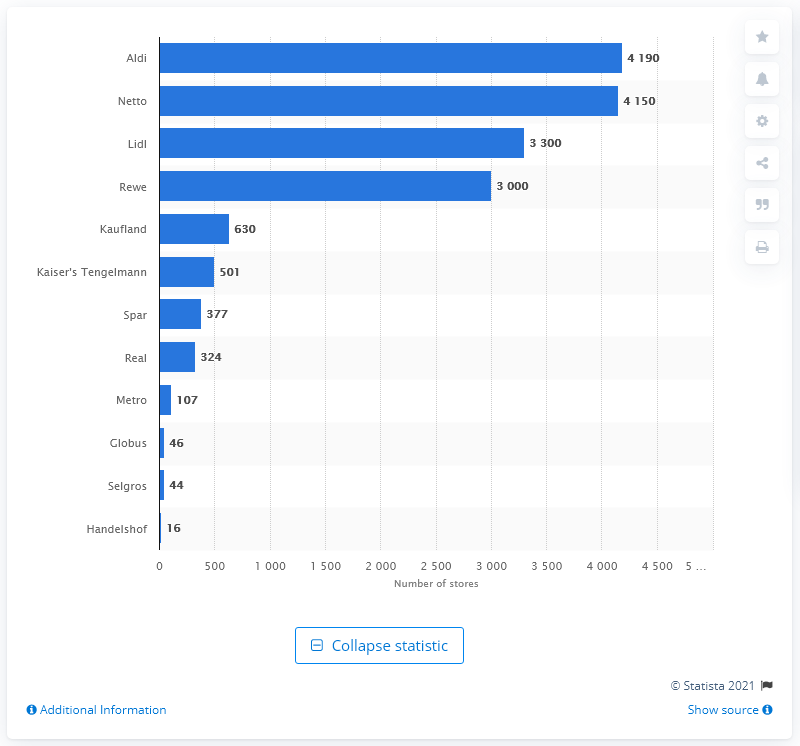 Aldi 4 190
Netto 4 150
Lidl 3 300
Rewe 3 000
Kaufland 630
Kaiser's Tengelmann 501
Spar 377
Real 324
Metro 107
Globus 46
Selgros 44
Handelshof 16
0 500 1 000 1 500 2 000 2 500 3 000 3 500 4 000 4 500 5 ...
Number of stores
Collapse statistic
© Statista 2021
Additional Information Show source